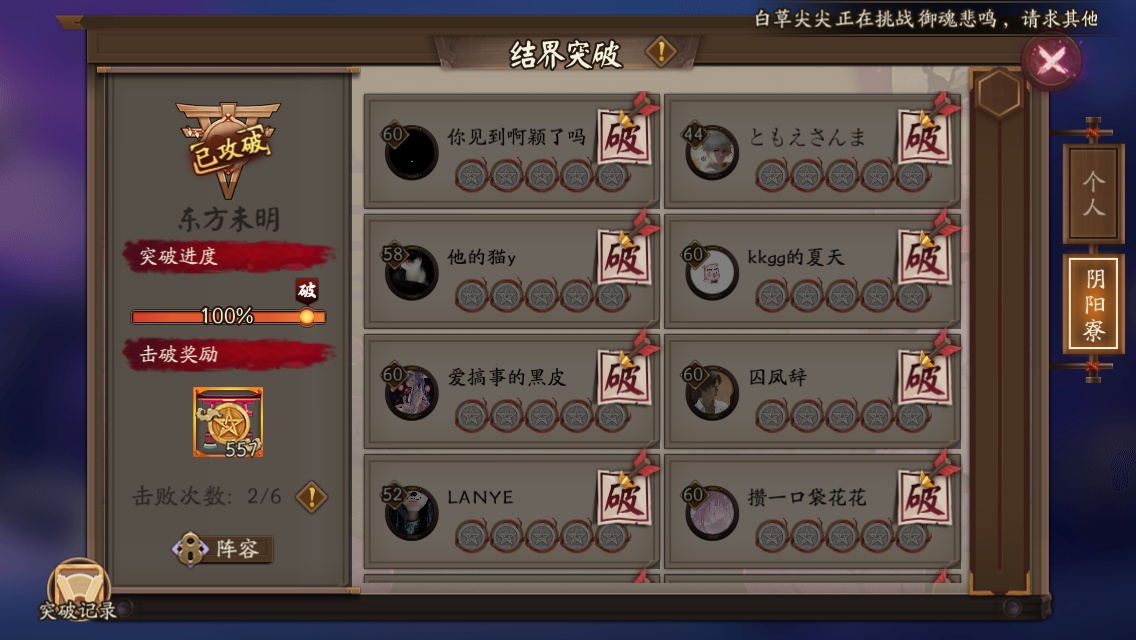 白草尖尖正在挑战御魂悲鸣，请求其他
结界突破
!
已攻破
东方未明
突破进度
破
100%
击破奖励
557
击败次数: 2/6
!
阵容
突破记录
60
你见到啊颖了吗
破
44
ともえさんま
破
58
他的猫y
破
60
kkgg的夏天
破
60
爱搞事的黑皮
破
60
囚凤辞
破
52
LANYE
破
60
攒一口袋花花
破
个人
阴阳寮